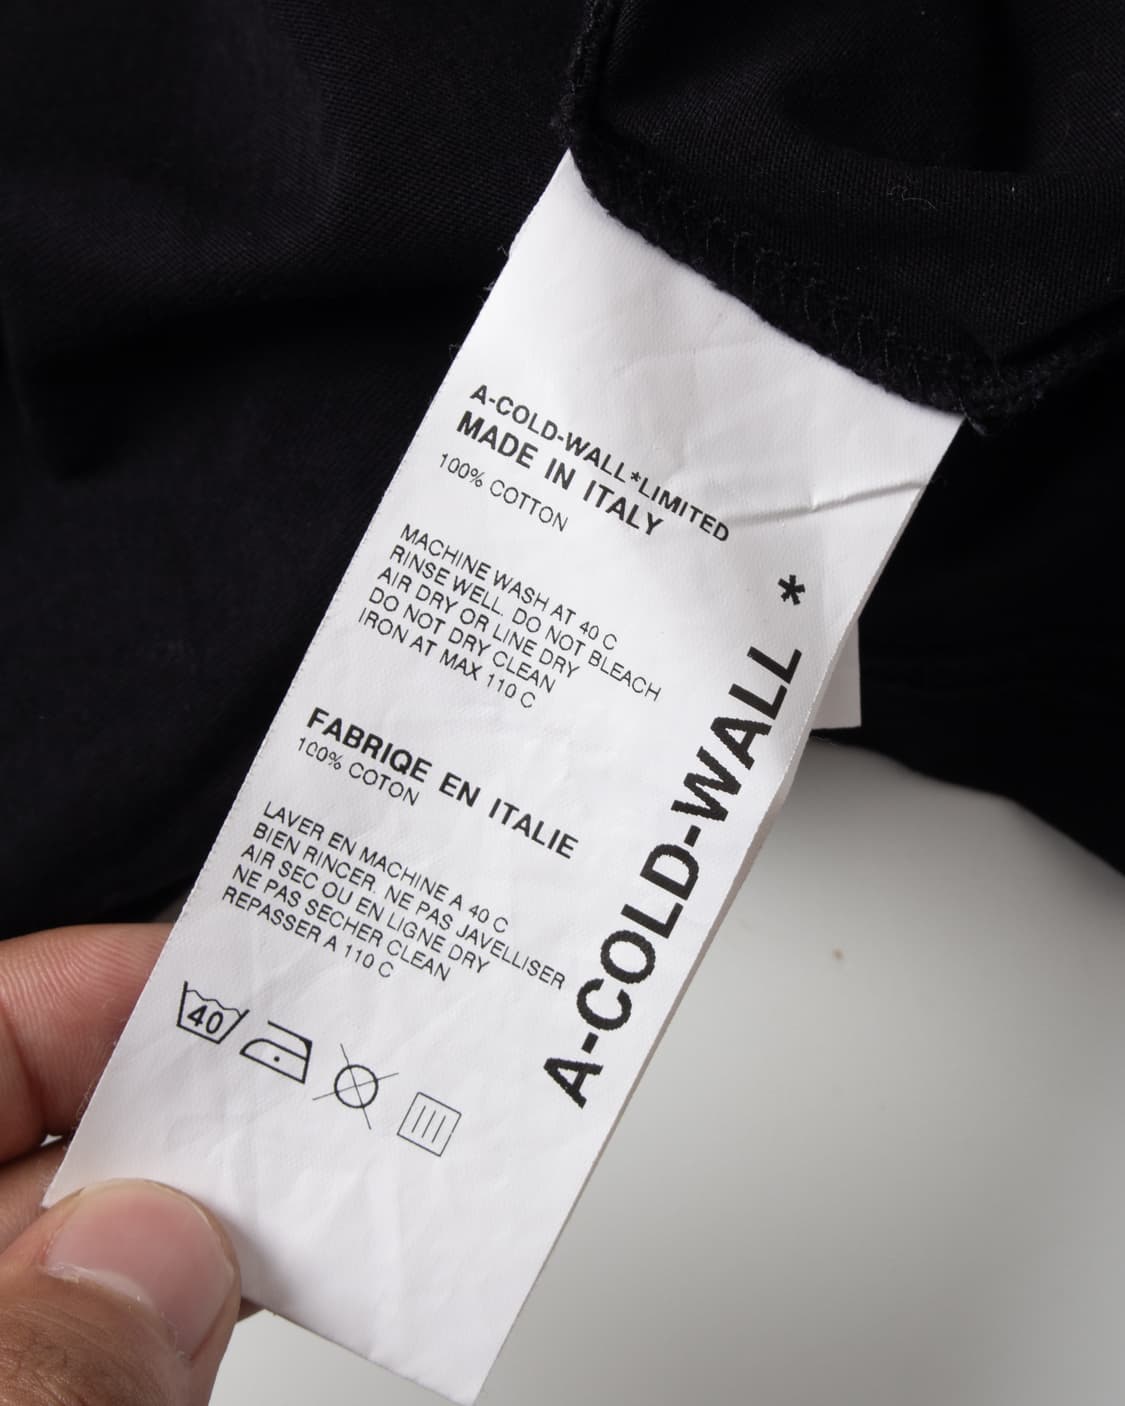 A-COLD-WALL*LIMITED
MADE IN ITALY
100% COTTON
MACHINE WASH AT 40 C
RINSE WELL. DO NOT BLEACH
AIR DRY OR LINE DRY
DO NOT DRY CLEAN
IRON AT MAX 110 C
FABRIQE EN ITALIE
100% COTON
LAVER EN MACHINE A 40 C
BIEN RINCER. NE PAS JAVELLISER
AIR SEC OU EN LIGNE DRY
NE PAS SECHER CLEAN
REPASSER A 110 C
40
A-COLD-WALL *